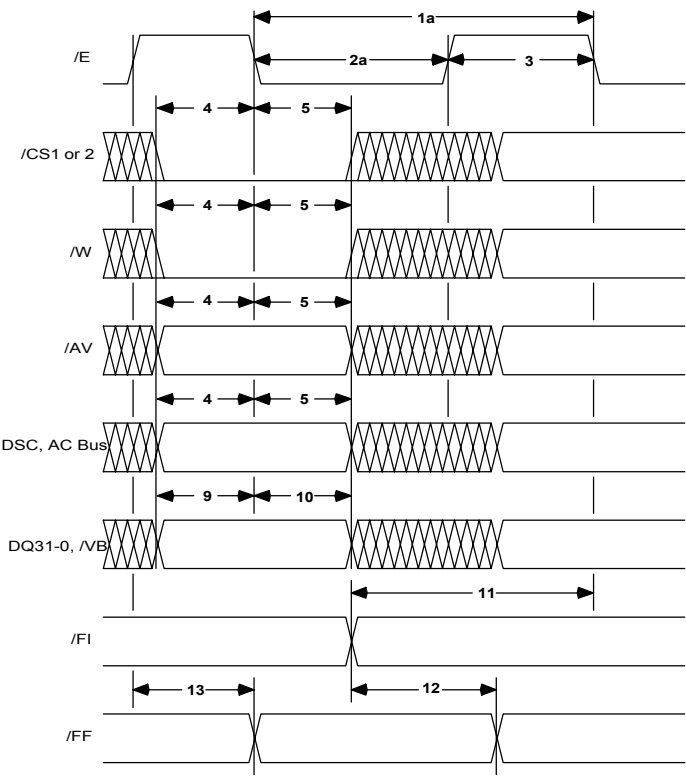 1a
/E
2a
3
4
5
/CS1 or 2
4
5
/W
4
5
/AV
4
5
DSC, AC Bus
9
10
DQ31-0, /VB
11
/FI
13
12
/FF